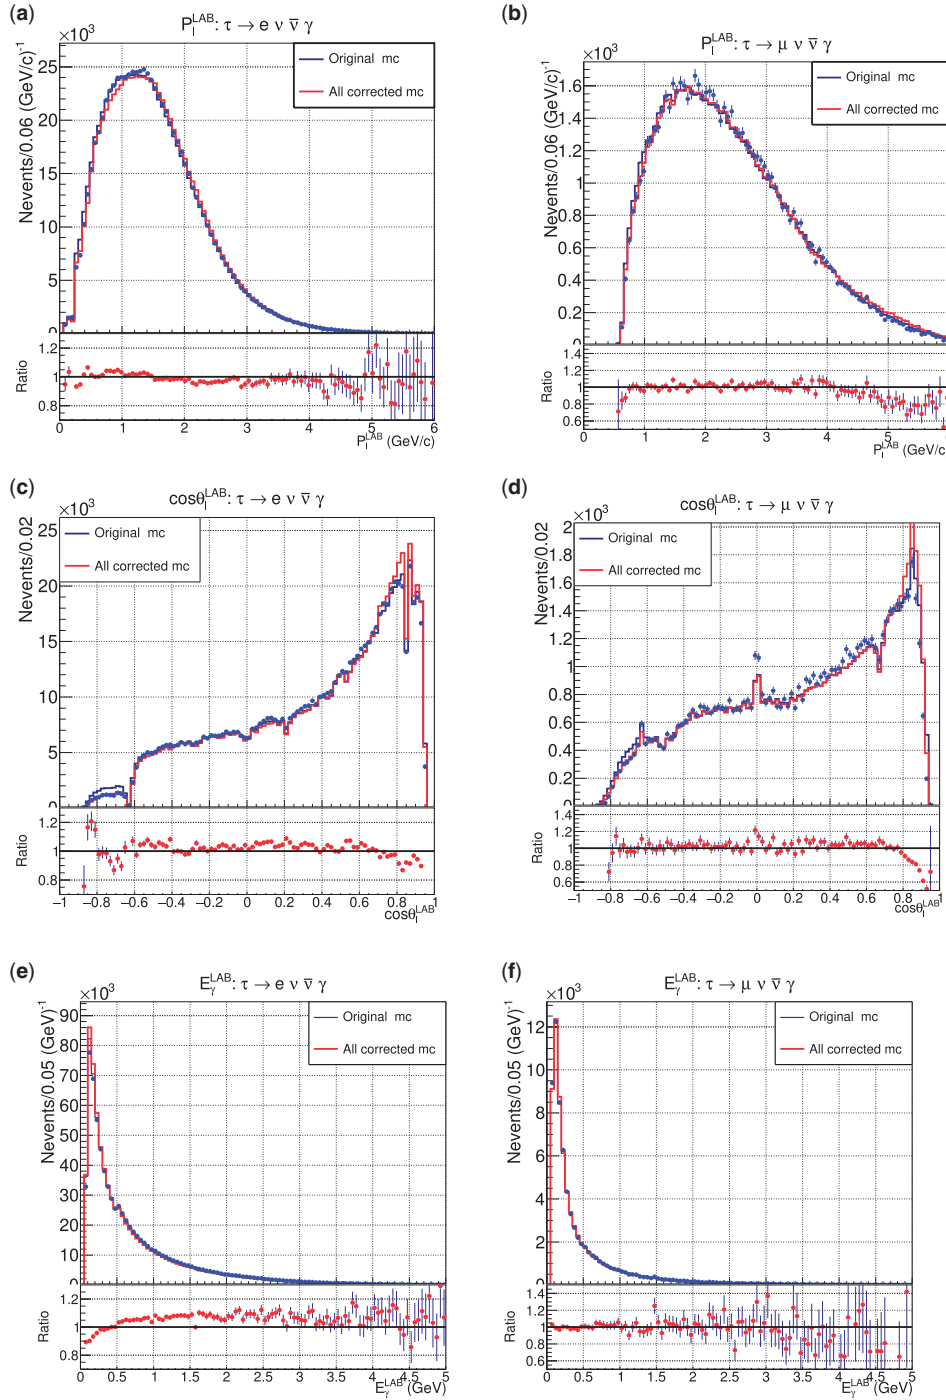 (a) P_l^LAB: τ → e ν ν̄ γ
×10³
Nevents/0.06 (GeV/c)⁻¹
25
20
15
10
5
0
Original mc
All corrected mc
Ratio
1.2
1
0.8
0 1 2 3 4 5 6
P_l^LAB (GeV/c)
(b) P_l^LAB: τ → μ ν ν̄ γ
×10³
Nevents/0.06 (GeV/c)⁻¹
1.6
1.4
1.2
1
0.8
0.6
0.4
0.2
0
Original mc
All corrected mc
Ratio
1.4
1.2
1
0.8
0.6
0 1 2 3 4 5 6
P_l^LAB (GeV/c)
(c) cosθ_l^LAB: τ → e ν ν̄ γ
×10³
Nevents/0.02
25
20
15
10
5
0
Original mc
All corrected mc
Ratio
1.2
1
0.8
−1 −0.8 −0.6 −0.4 −0.2 0 0.2 0.4 0.6 0.8 1
cosθ_l^LAB
(d) cosθ_l^LAB: τ → μ ν ν̄ γ
×10³
Nevents/0.02
2
1.8
1.6
1.4
1.2
1
0.8
0.6
0.4
0.2
0
Original mc
All corrected mc
Ratio
1.4
1.2
1
0.8
0.6
−1 −0.8 −0.6 −0.4 −0.2 0 0.2 0.4 0.6 0.8 1
cosθ_l^LAB
(e) E_γ^LAB: τ → e ν ν̄ γ
×10³
Nevents/0.05 (GeV)⁻¹
90
80
70
60
50
40
30
20
10
0
Original mc
All corrected mc
Ratio
1.2
1
0.8
0 0.5 1 1.5 2 2.5 3 3.5 4 4.5 5
E_γ^LAB (GeV)
(f) E_γ^LAB: τ → μ ν ν̄ γ
×10³
Nevents/0.05 (GeV)⁻¹
12
10
8
6
4
2
0
Original mc
All corrected mc
Ratio
1.4
1.2
1
0.8
0.6
0 0.5 1 1.5 2 2.5 3 3.5 4 4.5 5
E_γ^LAB (GeV)